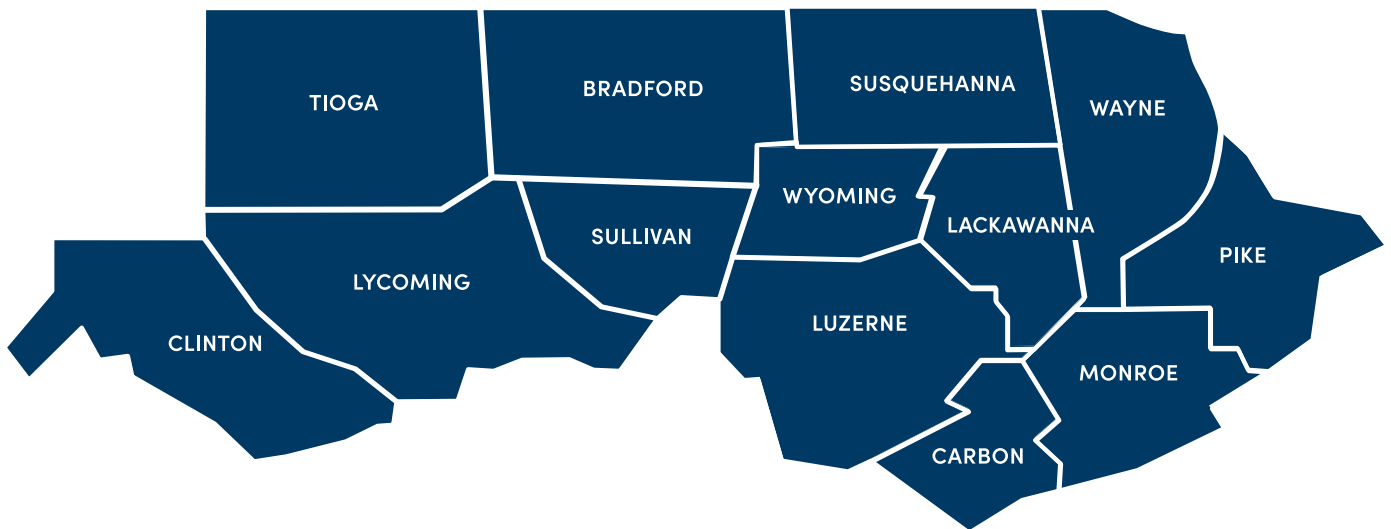 TIOGA
BRADFORD
SUSQUEHANNA
WAYNE
WYOMING
LACKAWANNA
SULLIVAN
PIKE
LYCOMING
LUZERNE
CLINTON
MONROE
CARBON